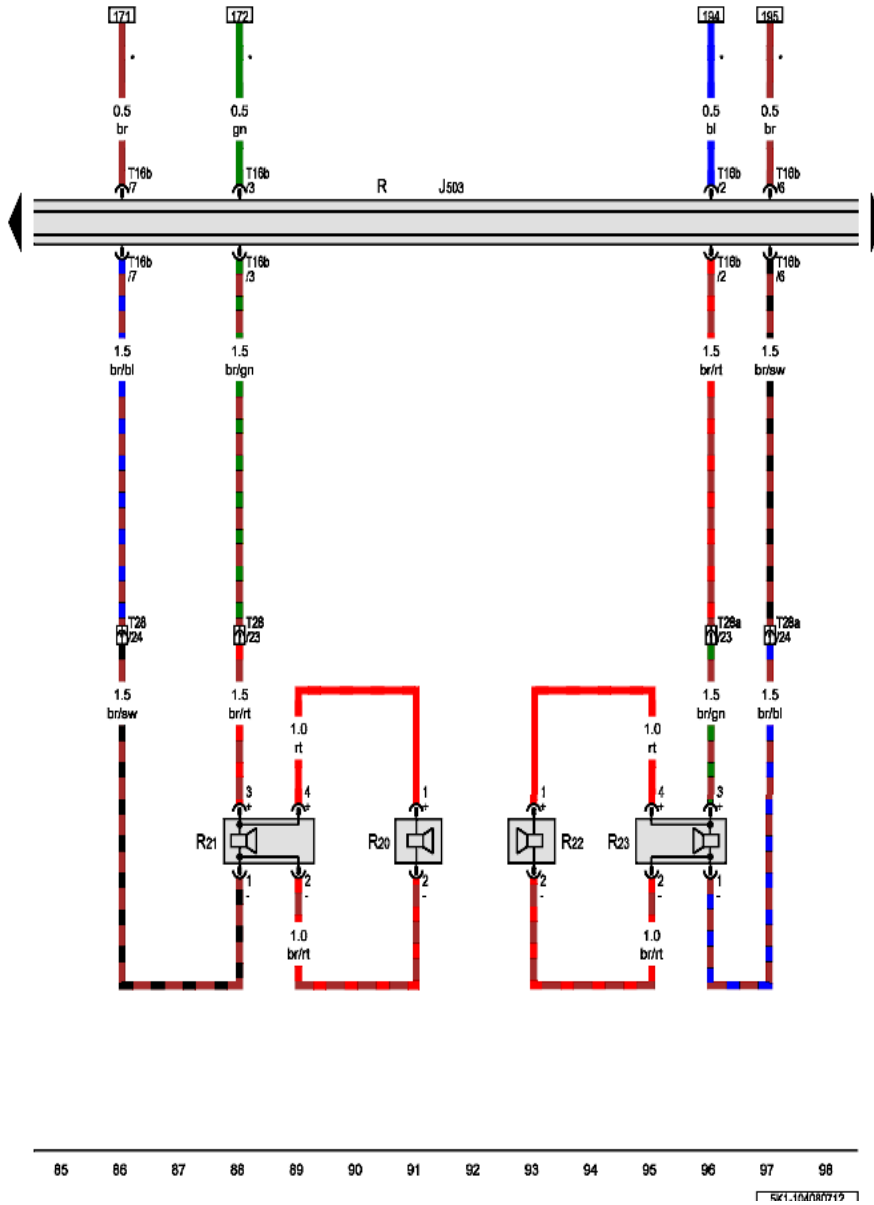 171 172 194 195
0.5 0.5 0.5 0.5
br gn bl br
T16b T16b T16b T16b
/7 /3 /2 /6
R J503
T16b T16b T16b T16b
/7 /3 /2 /6
1.5 1.5 1.5 1.5
br/bl br/gn br/rt br/sw
T28 T28 T28a T28a
/24 /23 /23 /24
1.5 1.5 1.5 1.5
br/sw br/rt br/gn br/bl
1.0 1.0
rt rt
3 4 1 1 4 3
+ + + + + +
R21 R20 R22 R23
1 2 2 2 2 1
- - - - - -
1.0 1.0
br/rt br/rt
85 86 87 88 89 90 91 92 93 94 95 96 97 98
5K1-104080712